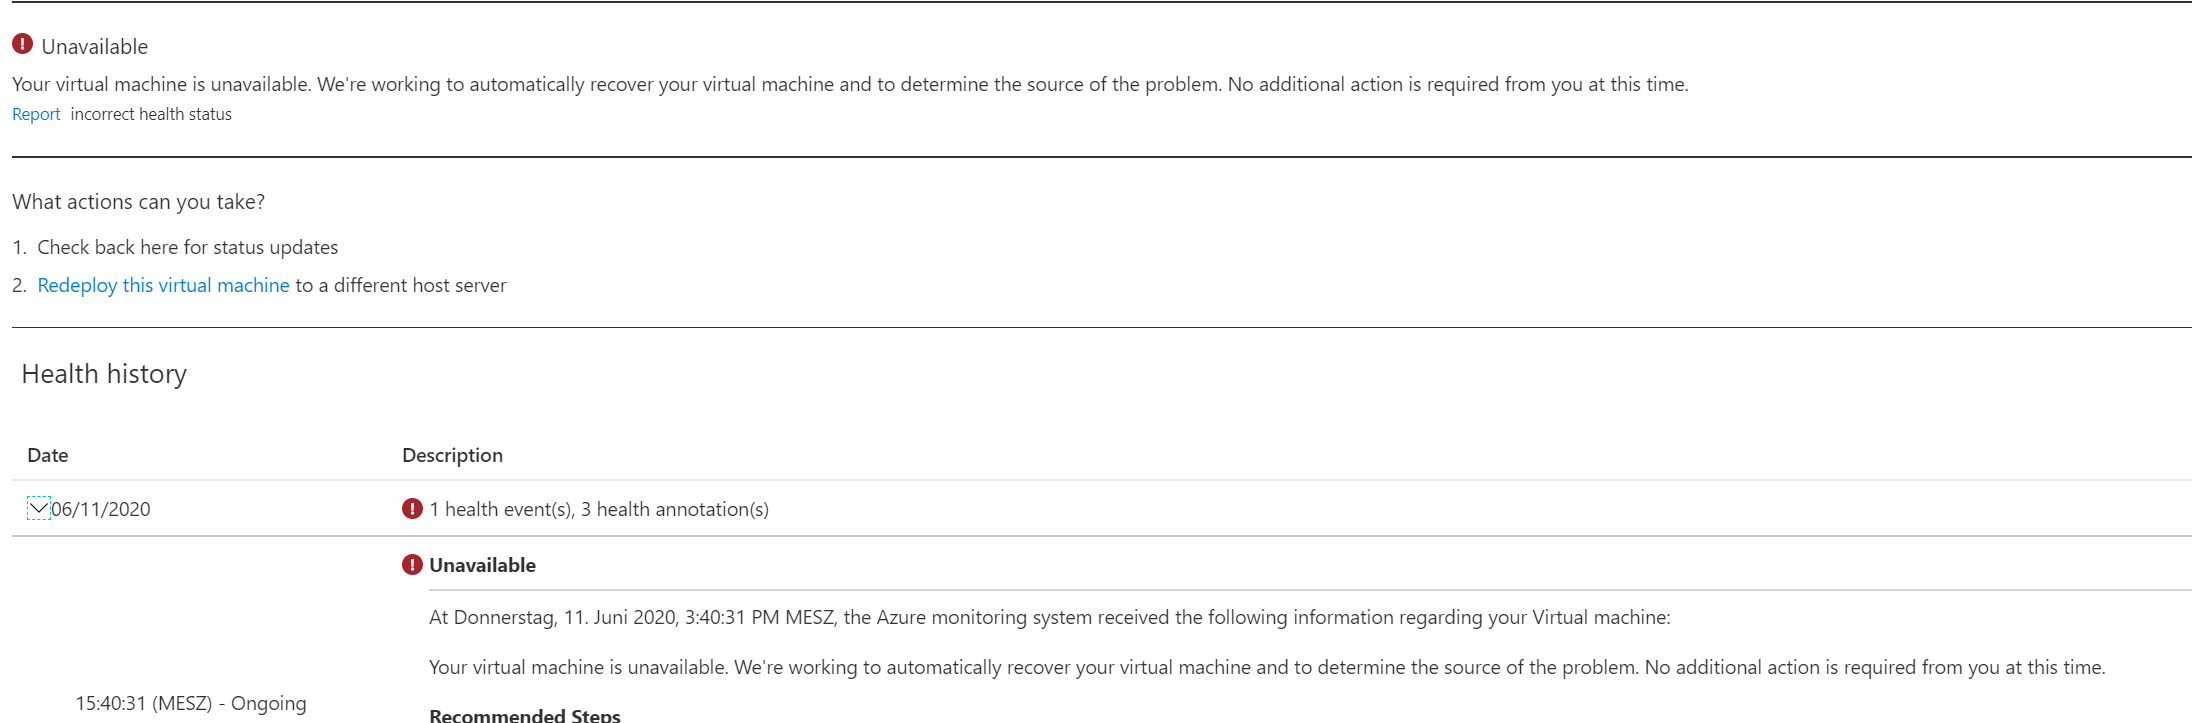 Unavailable
Your virtual machine is unavailable. We're working to automatically recover your virtual machine and to determine the source of the problem. No additional action is required from you at this time.
Report incorrect health status
What actions can you take?
1. Check back here for status updates
2. Redeploy this virtual machine to a different host server
Health history
Date Description
06/11/2020 1 health event(s), 3 health annotation(s)
Unavailable
At Donnerstag, 11. Juni 2020, 3:40:31 PM MESZ, the Azure monitoring system received the following information regarding your Virtual machine:
Your virtual machine is unavailable. We're working to automatically recover your virtual machine and to determine the source of the problem. No additional action is required from you at this time.
15:40:31 (MESZ) - Ongoing
Recommended Steps